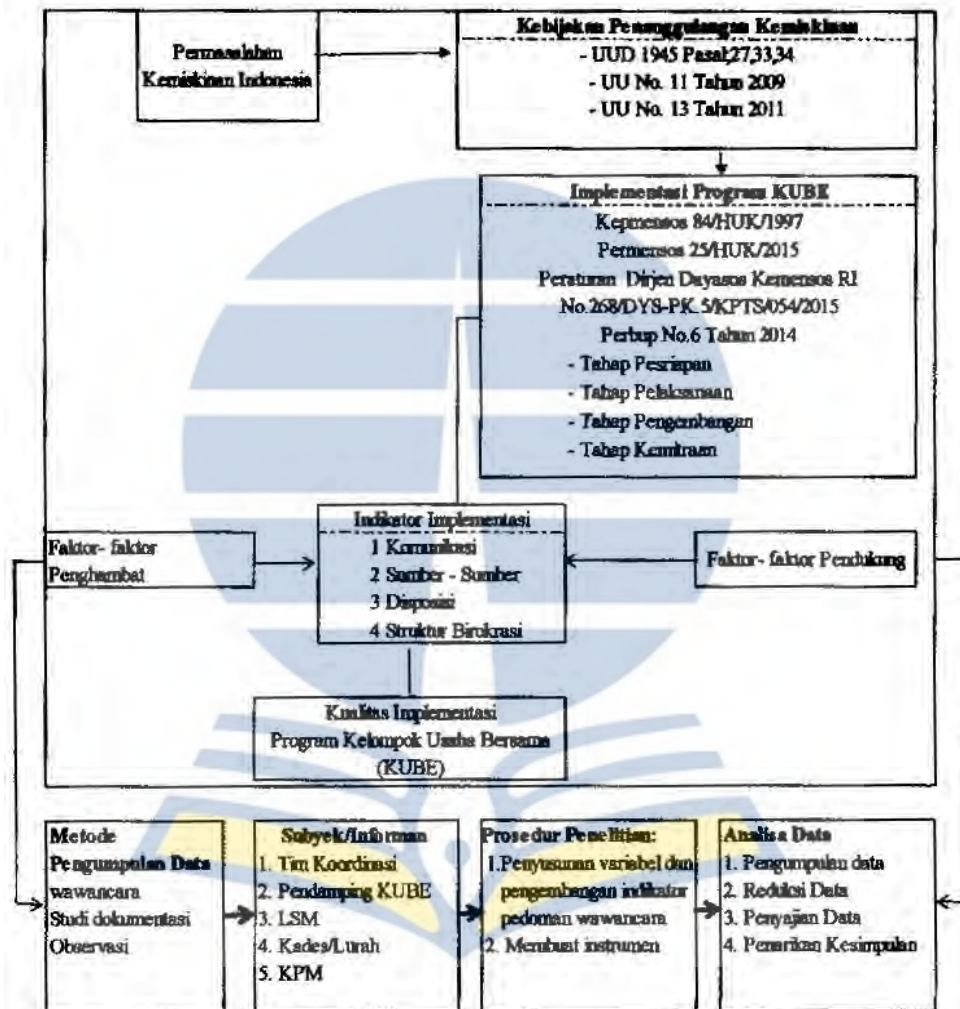 Permasalahan
Kemiskinan Indonesia
Kebijakan Penanggulangan Kemiskinan
- UUD 1945 Pasal,27,33,34
- UU No. 11 Tahun 2009
- UU No. 13 Tahun 2011
Implementasi Program KUBE
Kepmensos 84/HUK/1997
Permensos 25/HUK/2015
Peraturan Dirjen Dayasos Kemensos RI
No.268/DYS-PK.5/KPTS/054/2015
Perbup No.6 Tahun 2014
- Tahap Pesriapan
- Tahap Pelaksanaan
- Tahap Pengembangan
- Tahap Kemitraan
Indikator Implementasi
1 Komunikasi
2 Sumber - Sumber
3 Disposisi
4 Struktur Birokrasi
Faktor- faktor
Penghambat
Faktor- faktor Pendukung
Kualitas Implementasi
Program Kelompok Usaha Bersama
(KUBE)
Metode
Pengumpulan Data
wawancara
Studi dokumentasi
Observasi
Subyek/Informan
1. Tim Koordinasi
2. Pendamping KUBE
3. LSM
4. Kades/Lurah
5. KPM
Prosedur Penelitian:
1.Penyusunan variabel dan
pengembangan indikator
pedoman wawancara
2. Membuat instrumen
Analisa Data
1. Pengumpulan data
2. Reduksi Data
3. Penyajian Data
4. Penarikan Kesimpulan